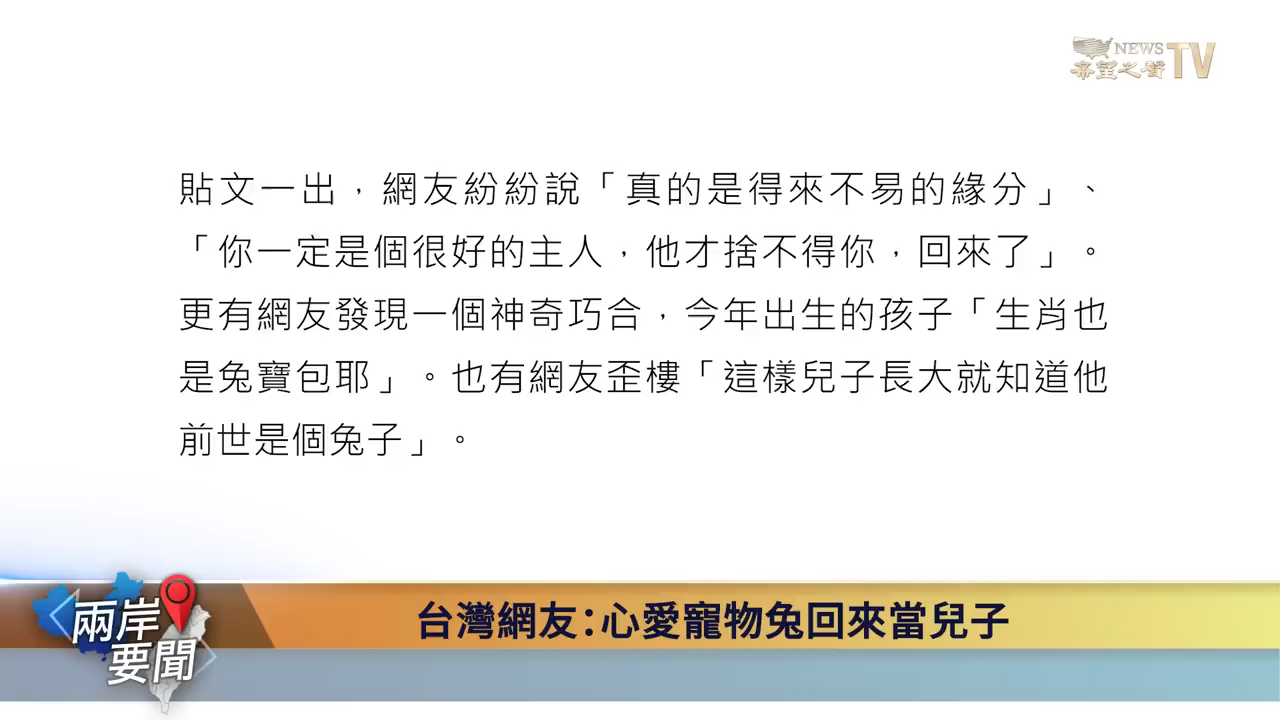 NEWS
希望之聲TV
貼文一出，網友紛紛說「真的是得來不易的緣分」、
「你一定是個很好的主人，他才捨不得你，回來了」。
更有網友發現一個神奇巧合，今年出生的孩子「生肖也
是兔寶包耶」。也有網友歪樓「這樣兒子長大就知道他
前世是個兔子」。
台灣網友:心愛寵物兔回來當兒子
兩岸
要聞